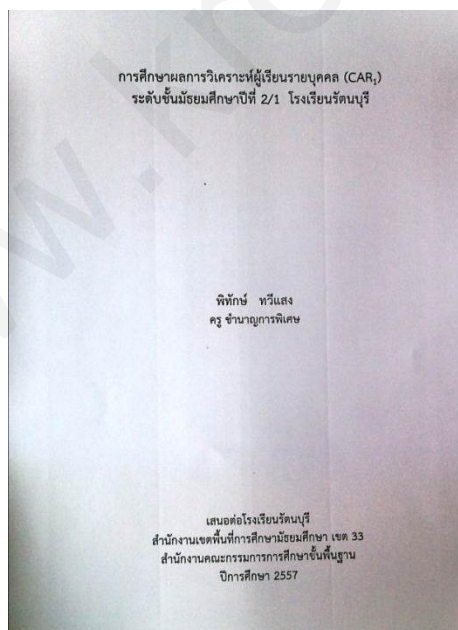 การศึกษาผลการวิเคราะห์ผู้เรียนรายบุคคล (CAR₁)
ระดับชั้นมัธยมศึกษาปีที่ 2/1 โรงเรียนรัตนบุรี
พิทักษ์ ทวีแสง
ครู ชำนาญการพิเศษ
เสนอต่อโรงเรียนรัตนบุรี
สำนักงานเขตพื้นที่การศึกษามัธยมศึกษา เขต 33
สำนักงานคณะกรรมการการศึกษาขั้นพื้นฐาน
ปีการศึกษา 2557